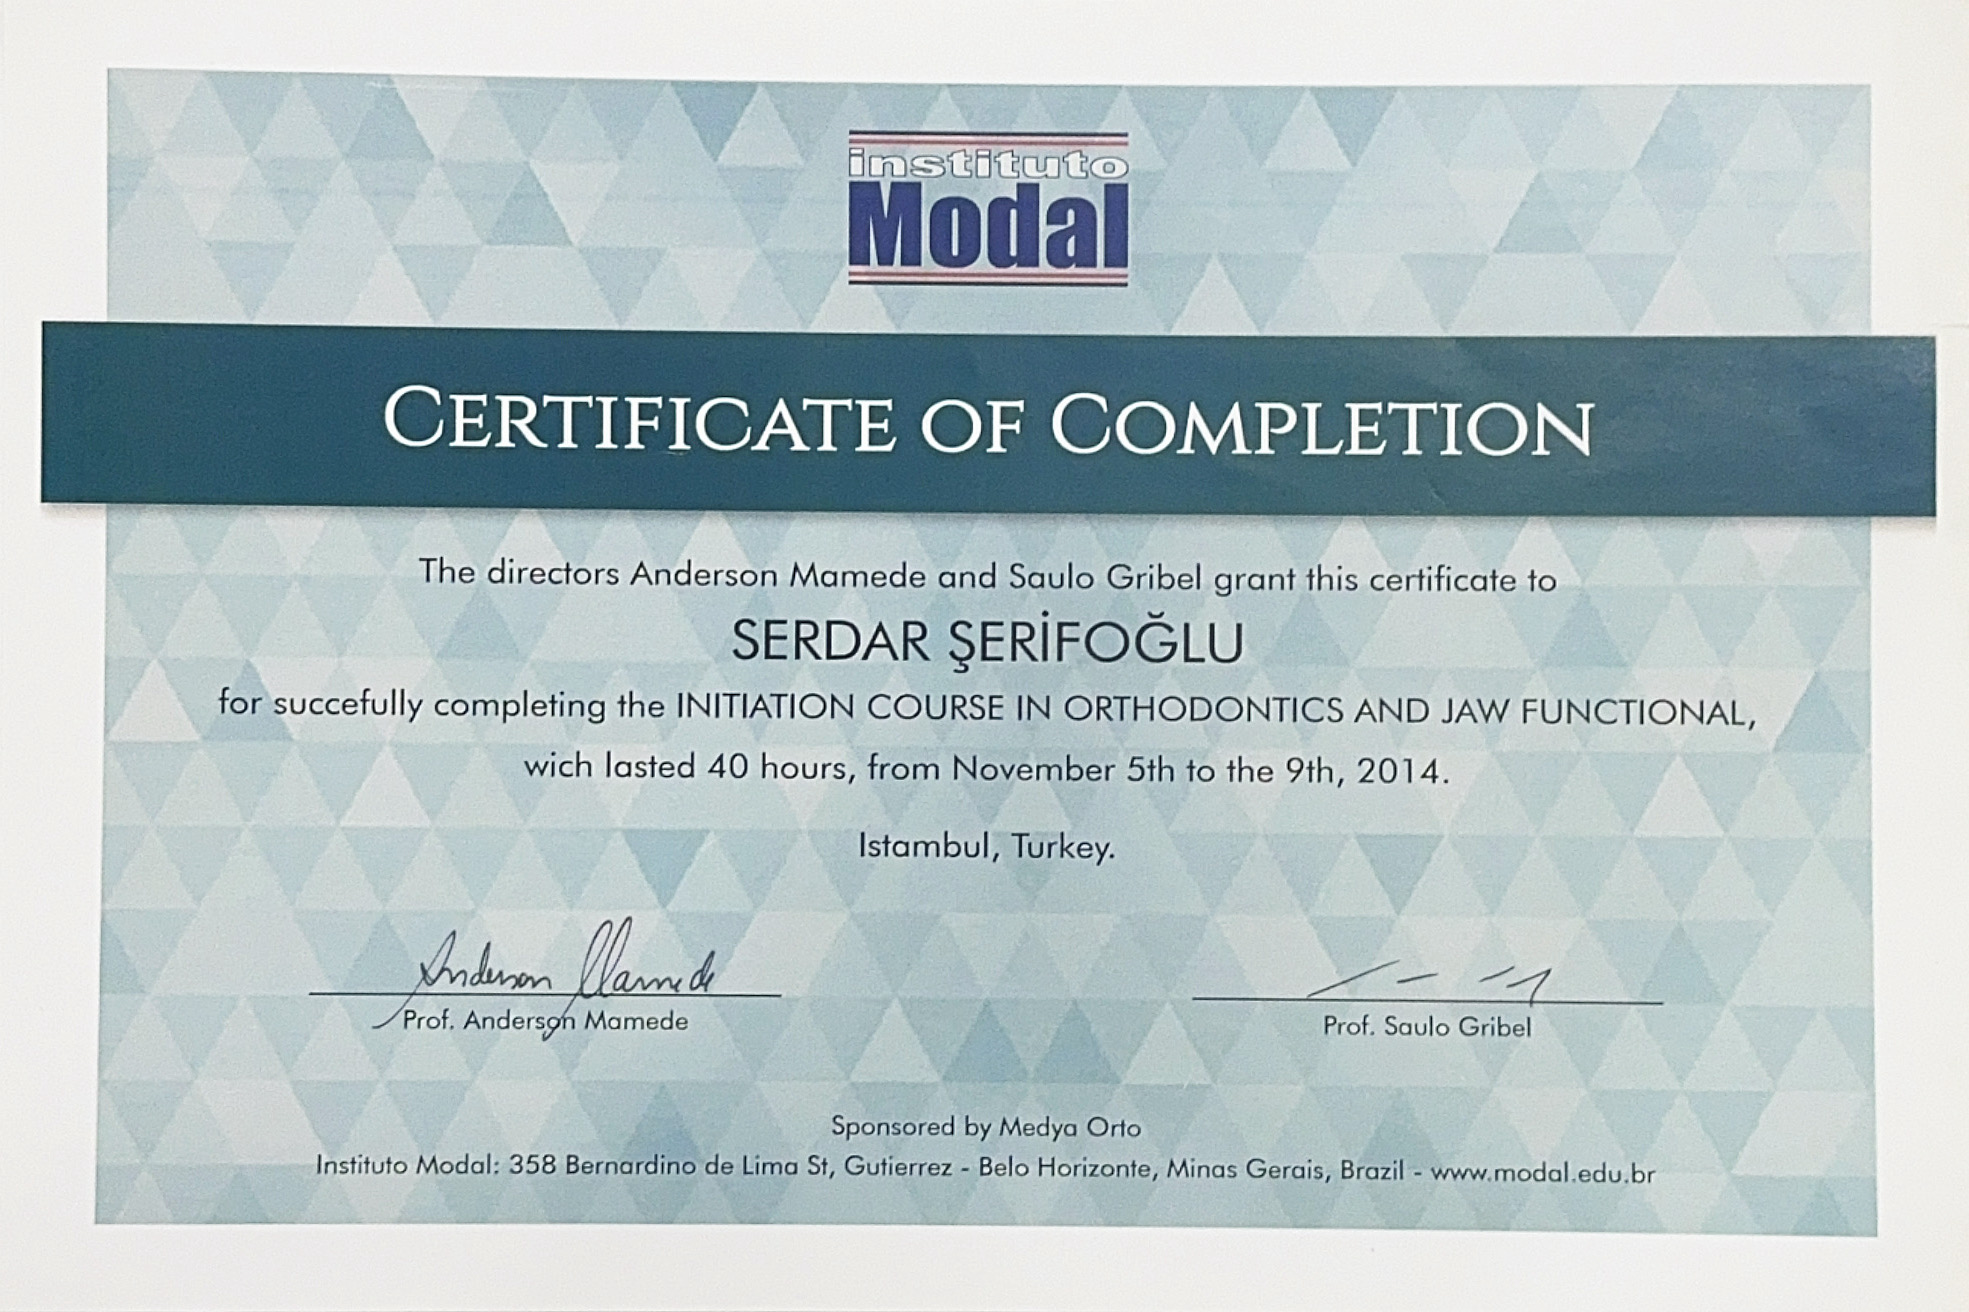 instituto
Modal
CERTIFICATE OF COMPLETION
The directors Anderson Mamede and Saulo Gribel grant this certificate to
SERDAR ŞERİFOĞLU
for succefully completing the INITIATION COURSE IN ORTHODONTICS AND JAW FUNCTIONAL,
wich lasted 40 hours, from November 5th to the 9th, 2014.
Istambul, Turkey.
Anderson Mamede
Prof. Anderson Mamede
Prof. Saulo Gribel
Sponsored by Medya Orto
Instituto Modal: 358 Bernardino de Lima St, Gutierrez - Belo Horizonte, Minas Gerais, Brazil - www.modal.edu.br